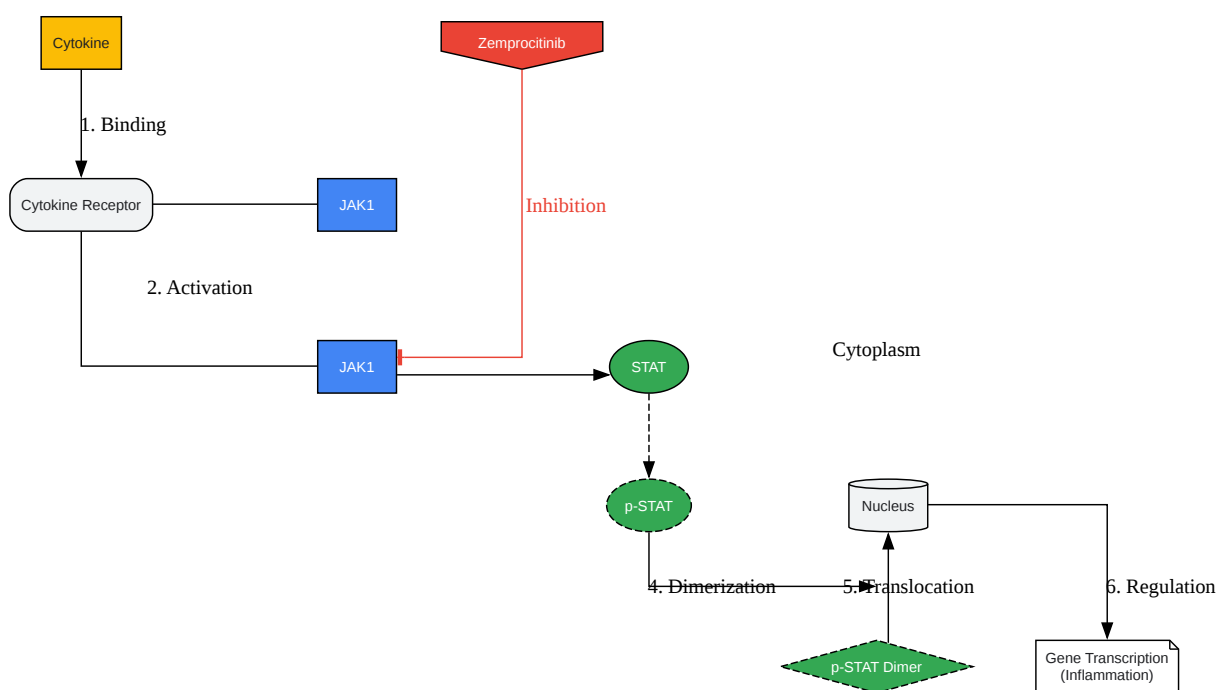 Cytokine
Zemprocitinib
1. Binding
Cytokine Receptor
JAK1
Inhibition
2. Activation
Cytoplasm
JAK1
STAT
p-STAT
Nucleus
4. Dimerization
5. Translocation
6. Regulation
p-STAT Dimer
Gene Transcription
(Inflammation)